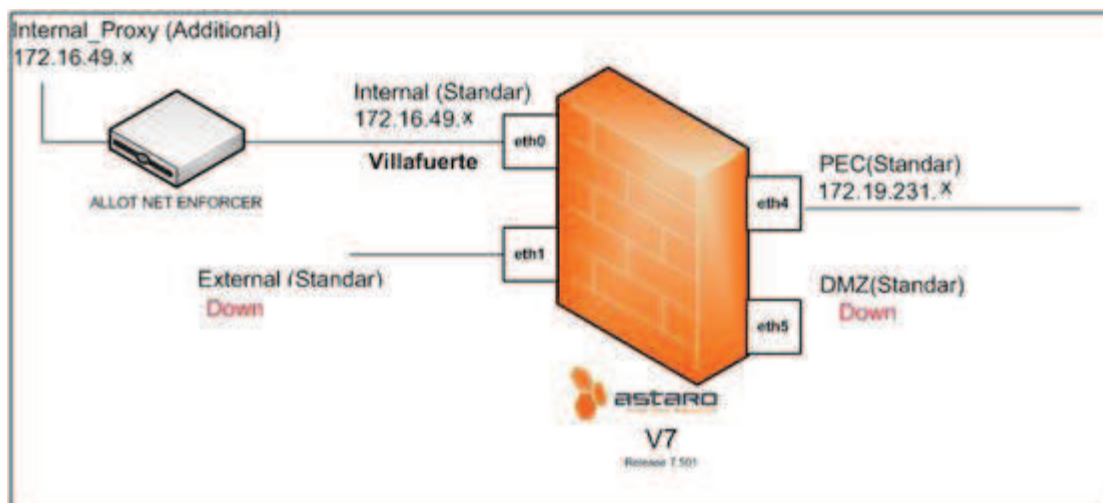 Internal_Proxy (Additional)
172.16.49.x
Internal (Standar)
172.16.49.x
eth0
Villafuerte
ALLOT NET ENFORCER
PEC(Standar)
172.19.231.x
eth4
eth1
External (Standar)
Down
DMZ(Standar)
Down
eth5
astaro
V7
Release 7.501